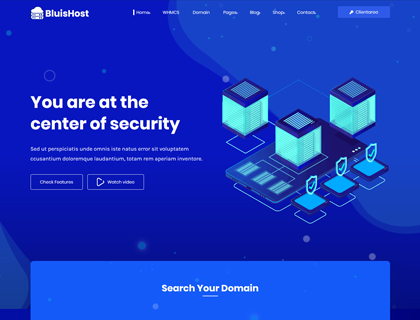 BluisHost
Home WHMCS Domain Pages Blog Shop Contact Clientarea
You are at the
center of security
Sed ut perspiciatis unde omnis iste natus error sit voluptatem
ccusantium doloremque laudantium, totam rem aperiam inventore.
Check Features Watch video
Search Your Domain